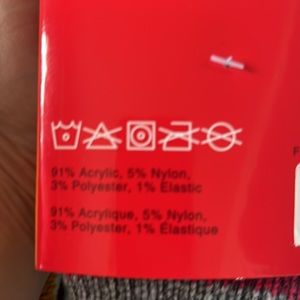 91% Acrylic, 5% Nylon,
3% Polyester, 1% Elastic
91% Acrylique, 5% Nylon,
3% Polyester, 1% Élastique
F